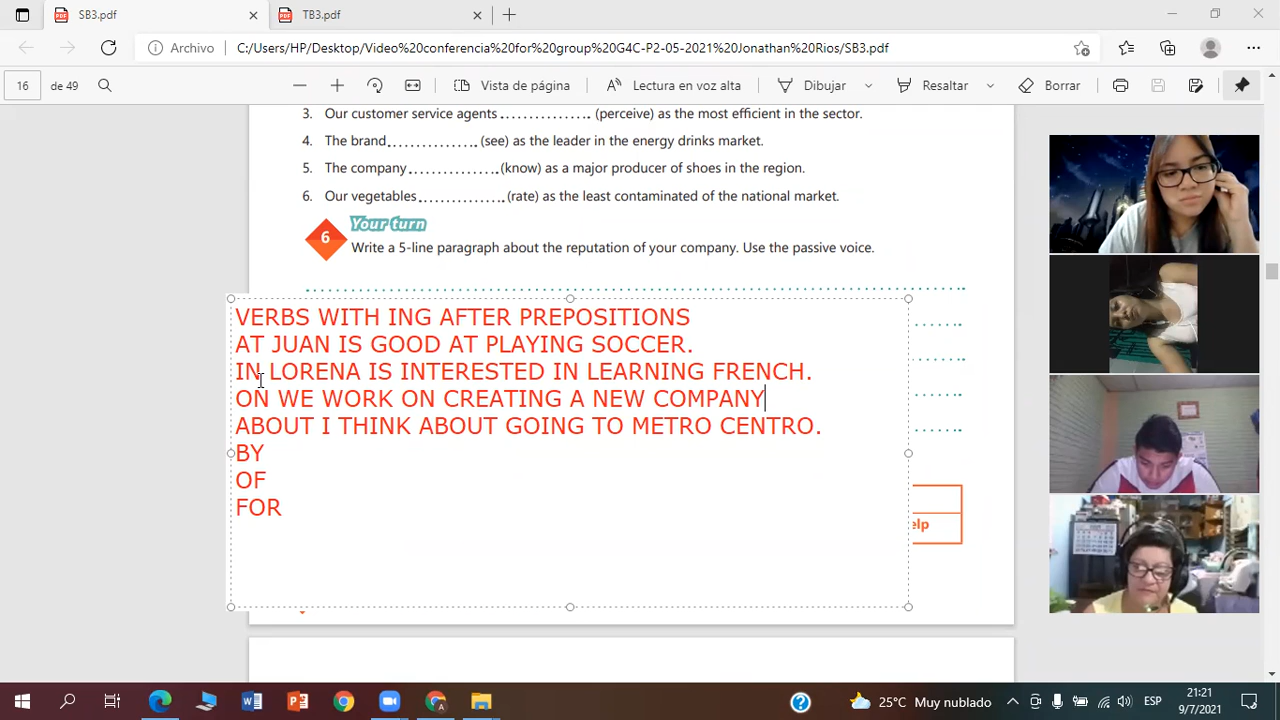 SB3.pdf
TB3.pdf
Archivo
C:/Users/HP/Desktop/Video%20conferencia%20for%20group%20G4C-P2-05-2021%20Jonathan%20Rios/SB3.pdf
16 de 49
Vista de página
Lectura en voz alta
Dibujar
Resaltar
Borrar
3. Our customer service agents .............. (perceive) as the most efficient in the sector.
4. The brand .............. (see) as the leader in the energy drinks market.
5. The company .............. (know) as a major producer of shoes in the region.
6. Our vegetables .............. (rate) as the least contaminated of the national market.
Your turn
6 Write a 5-line paragraph about the reputation of your company. Use the passive voice.
VERBS WITH ING AFTER PREPOSITIONS
AT JUAN IS GOOD AT PLAYING SOCCER.
IN LORENA IS INTERESTED IN LEARNING FRENCH.
ON WE WORK ON CREATING A NEW COMPANY
ABOUT I THINK ABOUT GOING TO METRO CENTRO.
BY
OF
FOR
elp
25°C Muy nublado
ESP
21:21
9/7/2021